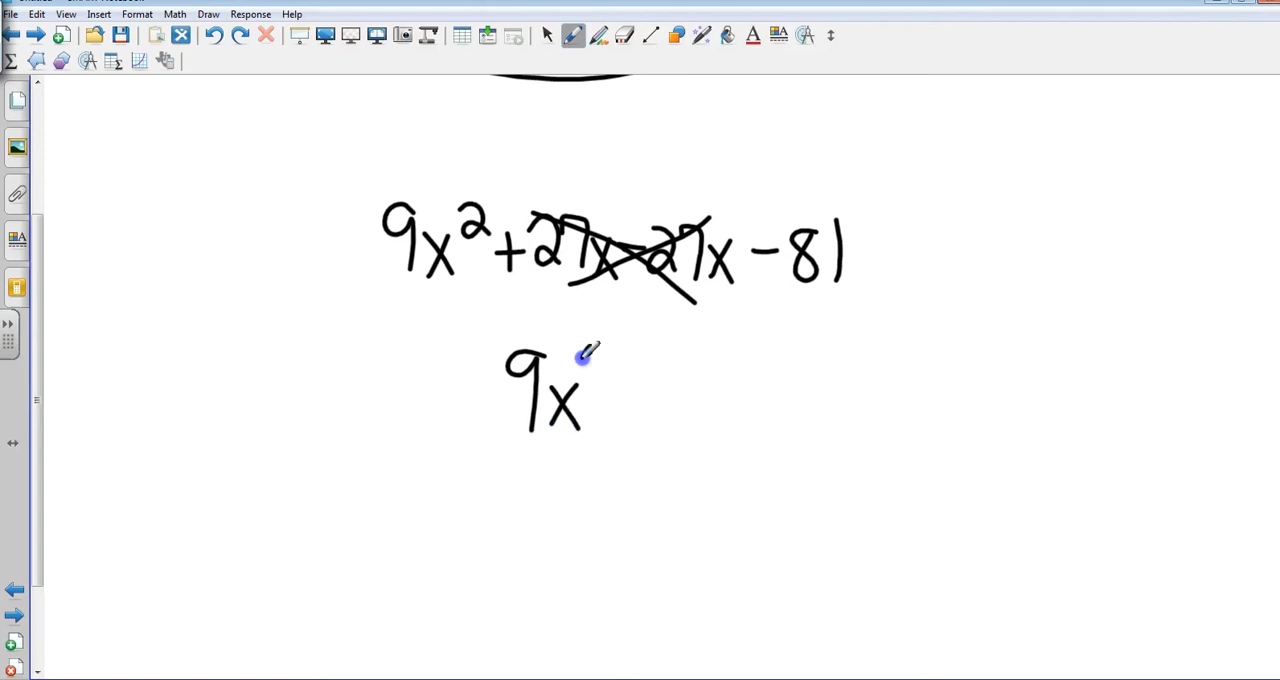 File Edit View Insert Format Math Draw Response Help
9x² + 27x - 27x - 81
9x